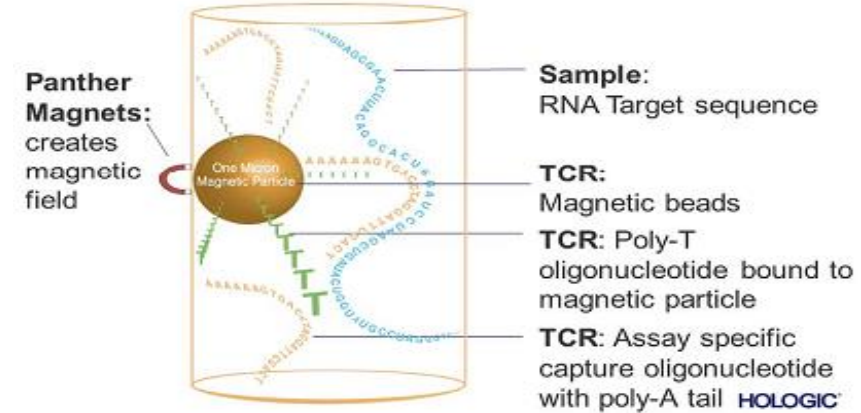 Panther
Magnets:
creates
magnetic
field
One Micron
Magnetic Particle
Sample:
RNA Target sequence
TCR:
Magnetic beads
TCR: Poly-T
oligonucleotide bound to
magnetic particle
TCR: Assay specific
capture oligonucleotide
with poly-A tail HOLOGIC